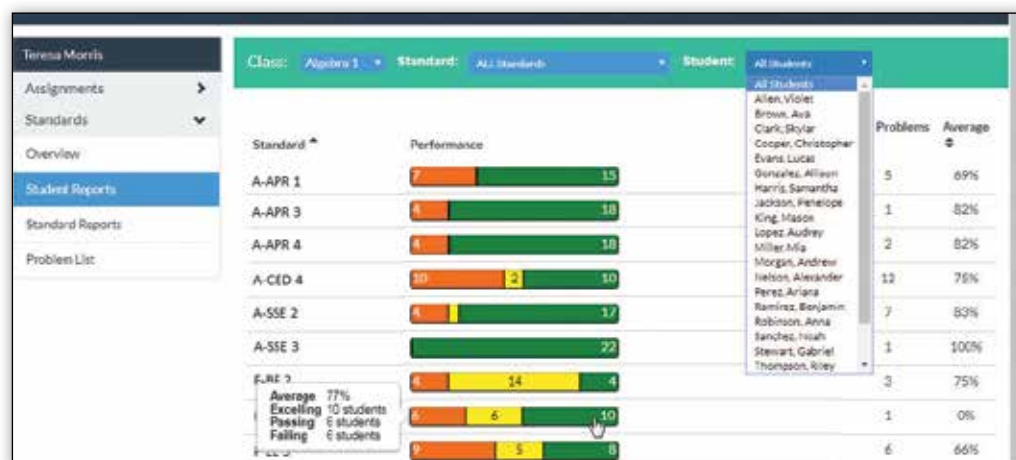 Teresa Morris
Assignments
Standards
Overview
Student Reports
Standard Reports
Problem List
Class: Algebra 1 Standard: ALL Standards Student: All Students
All Students
Allen, Violet
Brown, Ava
Clark, Skylar
Cooper, Christopher
Evans, Lucas
Gonzales, Allison
Harris, Samantha
Jackson, Penelope
King, Mason
Lopez, Audrey
Miller, Mia
Morgan, Andrew
Nelson, Alexander
Perez, Ariana
Ramirez, Benjamin
Robinson, Anna
Sanchez, Noah
Stewart, Gabriel
Thompson, Riley
Standard Performance Problems Average
A-APR 1 7 15 5 69%
A-APR 3 4 18 1 82%
A-APR 4 4 18 2 82%
A-CED 4 10 2 10 12 75%
A-SSE 2 4 17 7 83%
A-SSE 3 22 1 100%
F-BF 2 4 14 4 3 75%
6 6 10 1 0%
9 5 8 6 66%
Average 77%
Excelling 10 students
Passing 6 students
Failing 6 students